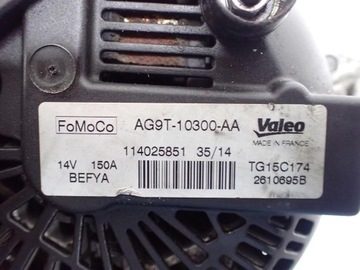 FoMoCo AG9T-10300-AA Valeo
MADE IN FRANCE
114025851 35/14
14V 150A TG15C174
BEFYA 2610695B